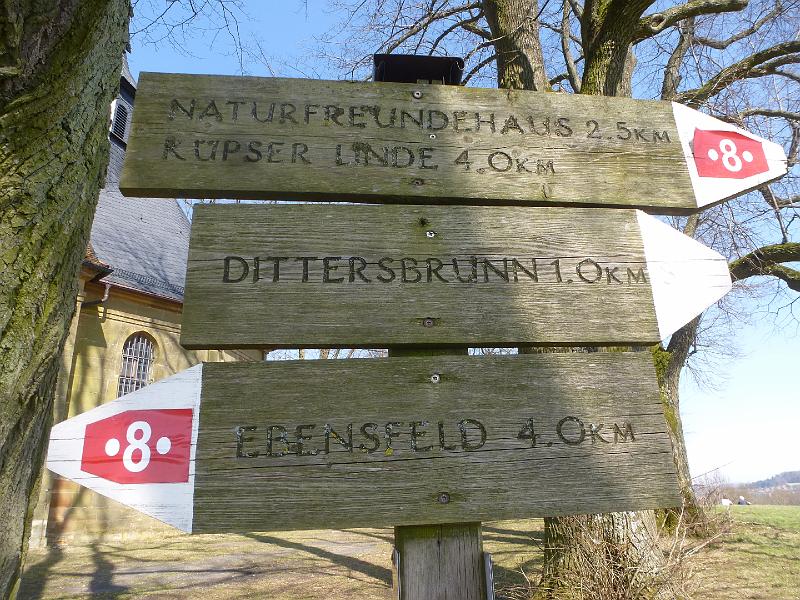 NATURFREUNDEHAUS 2.5KM
KÜPSER LINDE 4.0KM
·8·
DITTERSBRUNN 1.0KM
·8·
EBENSFELD 4.0KM